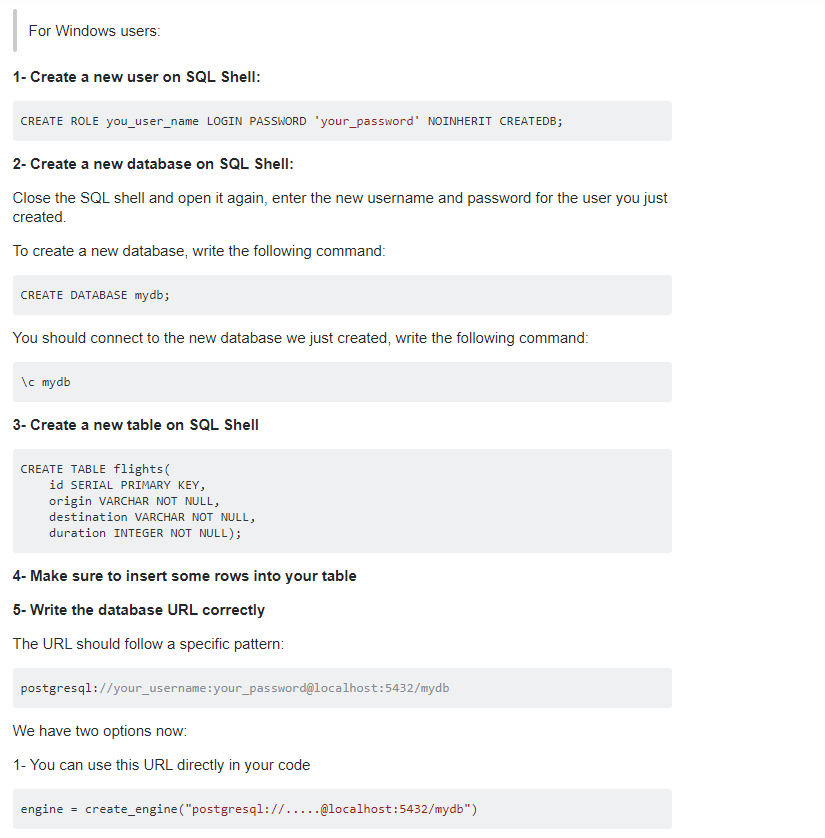 For Windows users:
1- Create a new user on SQL Shell:
CREATE ROLE you_user_name LOGIN PASSWORD 'your_password' NOINHERIT CREATEDB;
2- Create a new database on SQL Shell:
Close the SQL shell and open it again, enter the new username and password for the user you just
created.
To create a new database, write the following command:
CREATE DATABASE mydb;
You should connect to the new database we just created, write the following command:
\c mydb
3- Create a new table on SQL Shell
CREATE TABLE flights(
    id SERIAL PRIMARY KEY,
    origin VARCHAR NOT NULL,
    destination VARCHAR NOT NULL,
    duration INTEGER NOT NULL);
4- Make sure to insert some rows into your table
5- Write the database URL correctly
The URL should follow a specific pattern:
postgresql://your_username:your_password@localhost:5432/mydb
We have two options now:
1- You can use this URL directly in your code
engine = create_engine("postgresql://.....@localhost:5432/mydb")